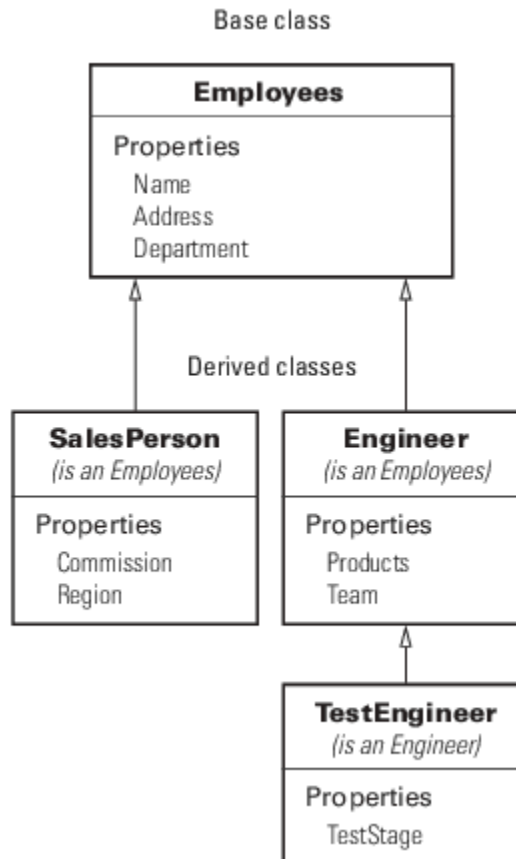 Base class
Employees
Properties
Name
Address
Department
Derived classes
SalesPerson
(is an Employees)
Properties
Commission
Region
Engineer
(is an Employees)
Properties
Products
Team
TestEngineer
(is an Engineer)
Properties
TestStage